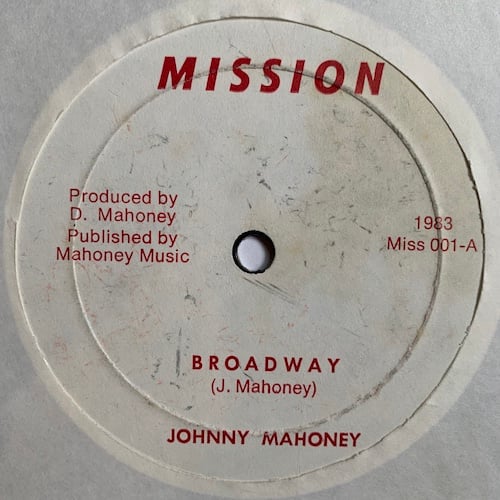 MISSION
Produced by
D. Mahoney
Published by
Mahoney Music
1983
Miss 001-A
BROADWAY
(J. Mahoney)
JOHNNY MAHONEY